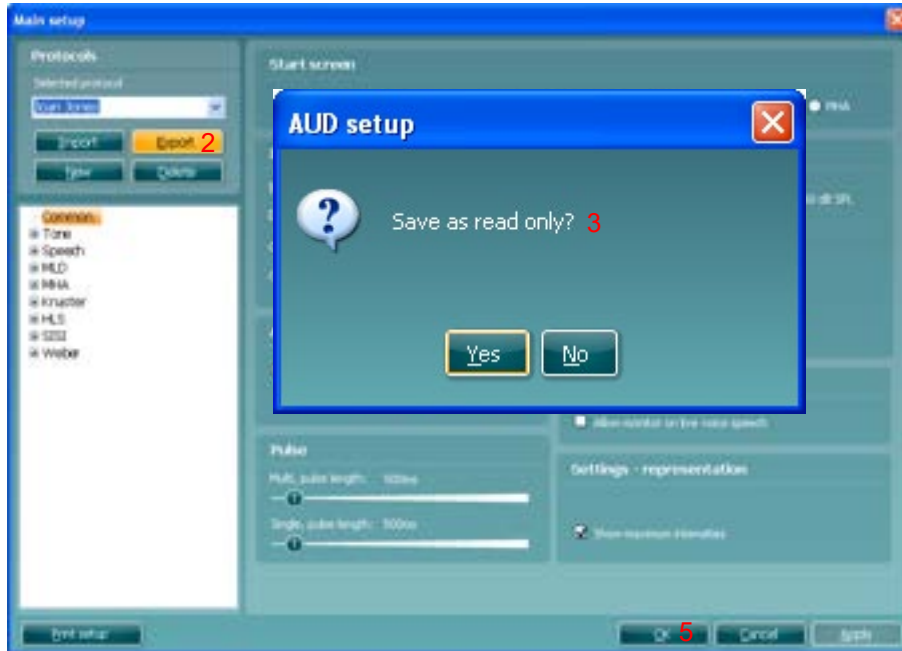 Main setup
Protocols
Selected protocol
Import Export 2
New Delete
Common
Tone
Speech
MLD
MHA
HLS
SISI
Weber
Start screen
MHA
dB SPL
AUD setup
Save as read only? 3
Yes No
Allow monitor on live voice speech
Pulse
Multi, pulse length: 500ms
Single, pulse length: 500ms
Settings - representation
Show maximum intensities
Print setup
OK 5 Cancel Apply